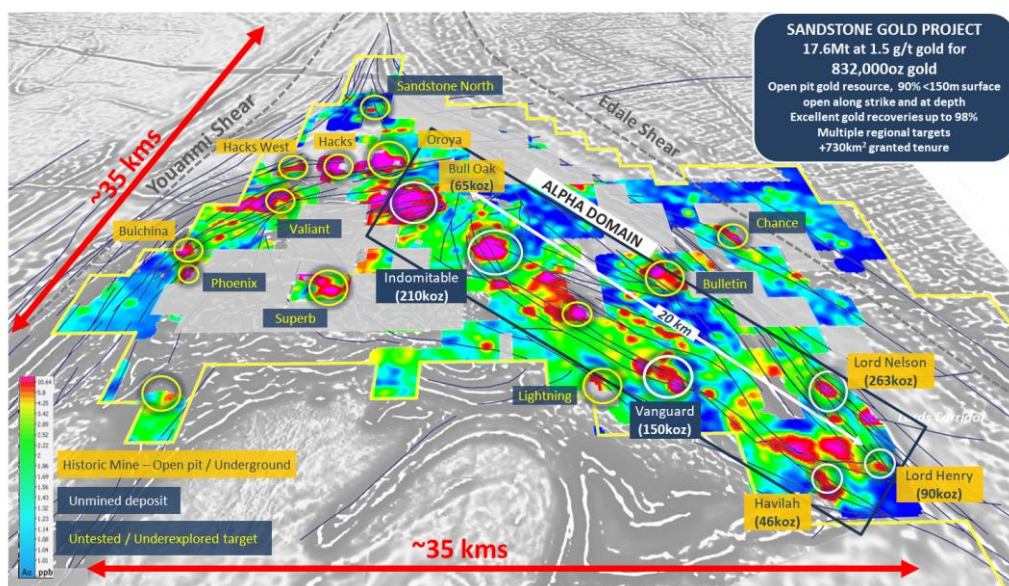 SANDSTONE GOLD PROJECT
17.6Mt at 1.5 g/t gold for
832,000oz gold
Open pit gold resource, 90% <150m surface
open along strike and at depth
Excellent gold recoveries up to 98%
Multiple regional targets
+730km² granted tenure
~35 kms
Youanmi Shear
Edale Shear
Sandstone North
Hacks West
Hacks
Oroya
Bull Oak
(65koz)
ALPHA DOMAIN
Chance
Valiant
Bulchina
Phoenix
Superb
Indomitable
(210koz)
Bulletin
20 km
Lightning
Vanguard
(150koz)
Lord Nelson
(263koz)
Lords Corridor
Lord Henry
(90koz)
Havilah
(46koz)
Historic Mine – Open pit / Underground
Unmined deposit
Untested / Underexplored target
10.64
Au ppb
~35 kms